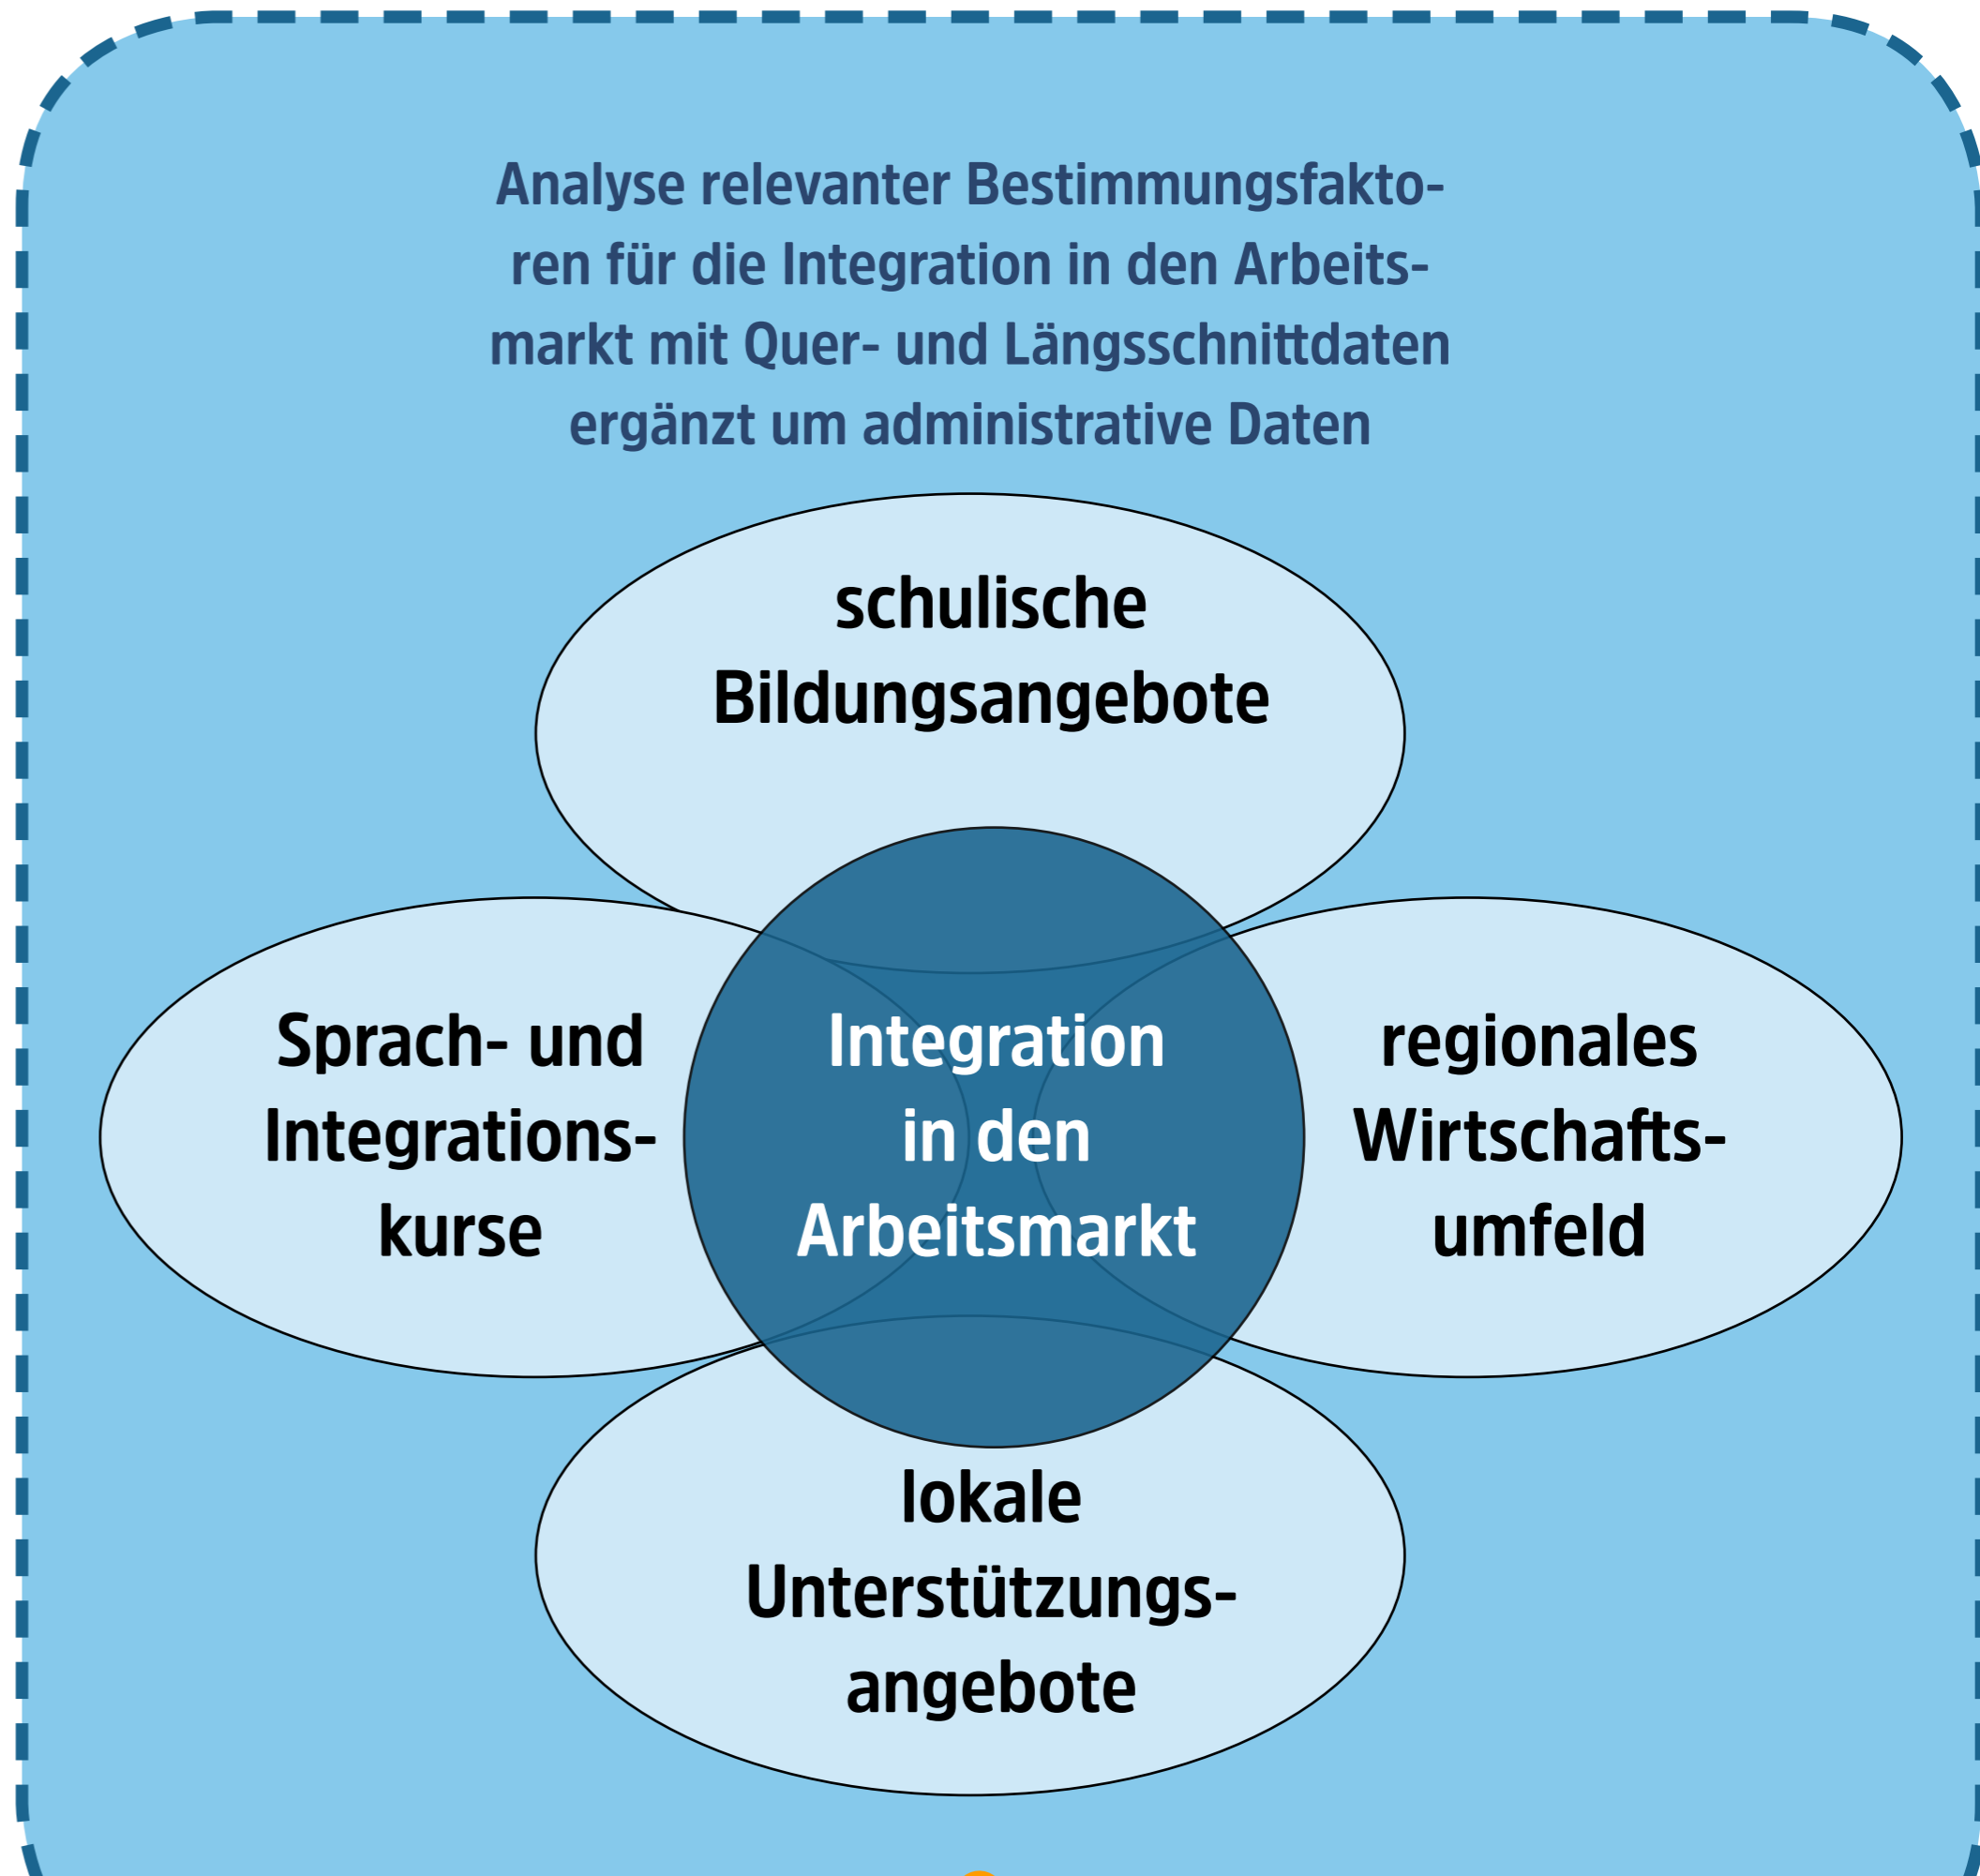 Analyse relevanter Bestimmungsfakto-
ren für die Integration in den Arbeits-
markt mit Quer- und Längsschnittdaten
ergänzt um administrative Daten
schulische
Bildungsangebote
Sprach- und
Integrations-
kurse
Integration
in den
Arbeitsmarkt
regionales
Wirtschafts-
umfeld
lokale
Unterstützungs-
angebote